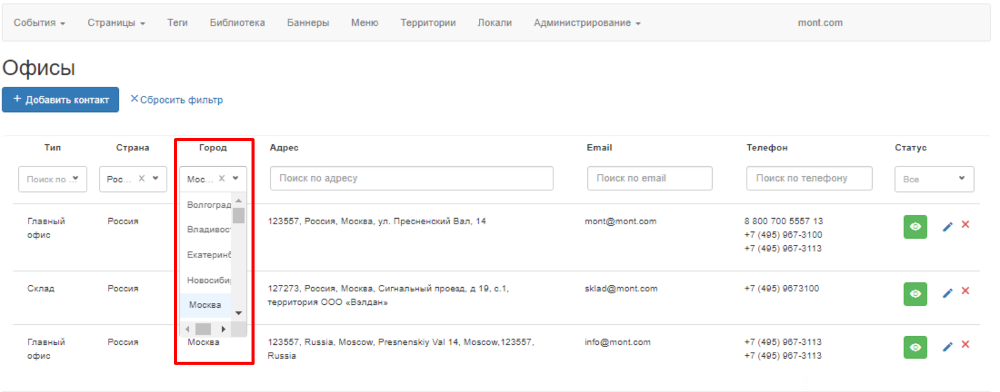 События Страницы Теги Библиотека Баннеры Меню Территории Локали Администрирование mont.com
Офисы
+ Добавить контакт ×Сбросить фильтр
Тип Страна Город Адрес Email Телефон Статус
Поиск по ... Рос... × Мос... × Поиск по адресу Поиск по email Поиск по телефону Все
Волгоград
Владивос
Екатеринб
Новосиби
Москва
Главный офис Россия 123557, Россия, Москва, ул. Пресненский Вал, 14 mont@mont.com 8 800 700 5557 13
+7 (495) 967-3100
+7 (495) 967-3113
Склад Россия 127273, Россия, Москва, Сигнальный проезд, д 19, с.1, sklad@mont.com +7 (495) 9673100
территория ООО «Вэлдан»
Главный офис Россия Москва 123557, Russia, Moscow, Presnenskiy Val 14, Moscow,123557, info@mont.com +7 (495) 967-3113
Russia +7 (495) 967-3113